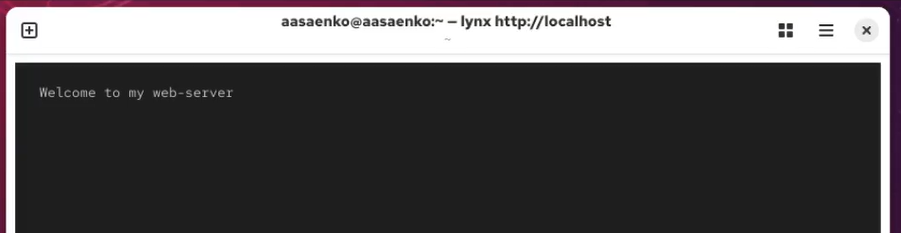 aasaenko@aasaenko:~ — lynx http://localhost
~
Welcome to my web-server